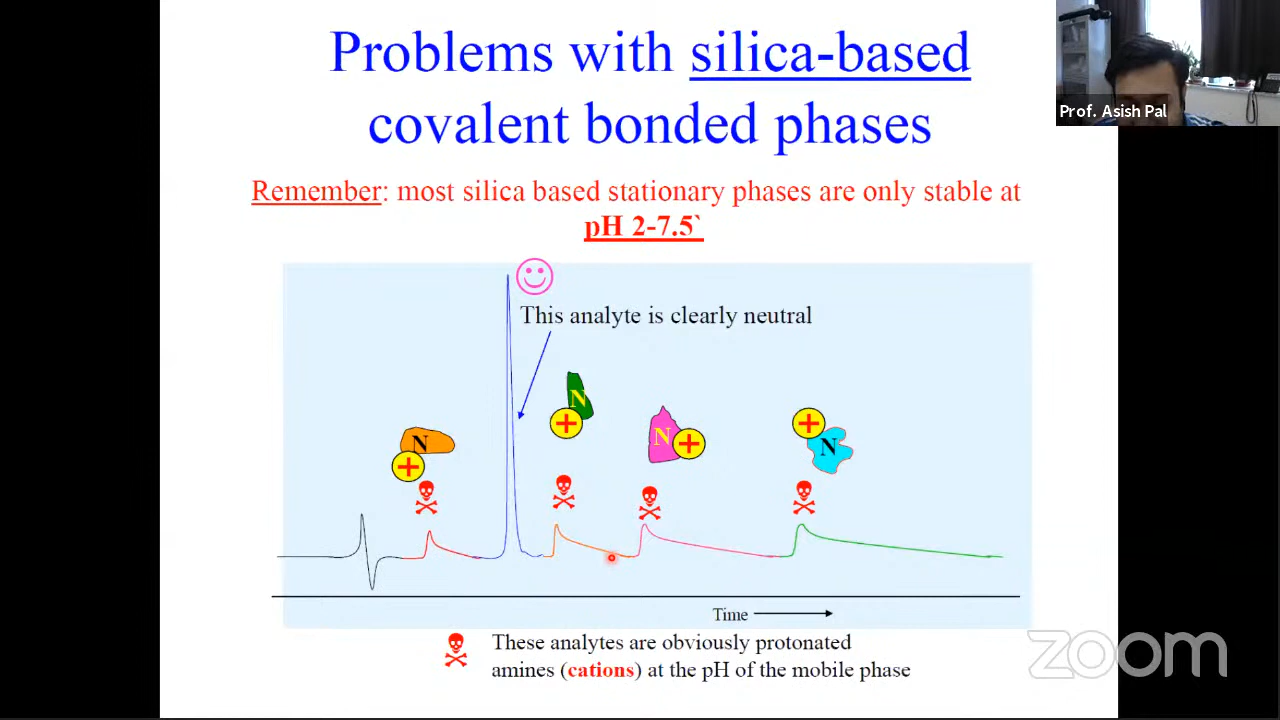 Problems with silica-based
covalent bonded phases
Prof. Asish Pal
Remember: most silica based stationary phases are only stable at
pH 2-7.5`
This analyte is clearly neutral
N
+
N
+
N
+
+
N
Time
These analytes are obviously protonated
amines (cations) at the pH of the mobile phase
zoom